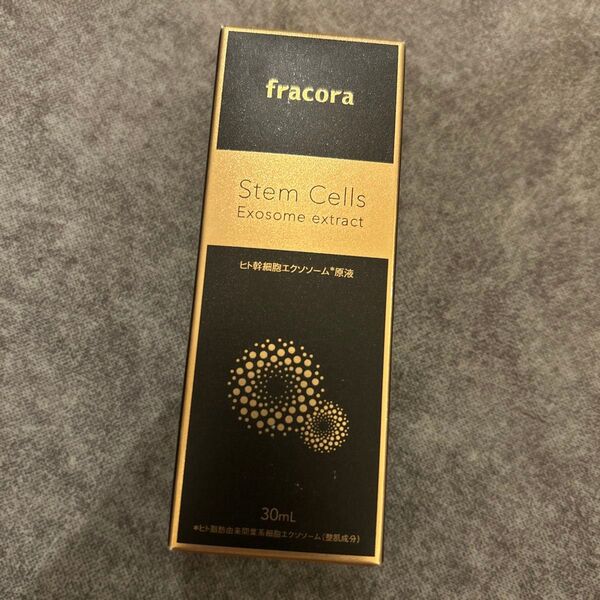 fracora
Stem Cells
Exosome extract
ヒト幹細胞エクソソーム*原液
30mL
*ヒト脂肪由来間葉系細胞エクソソーム(整肌成分)